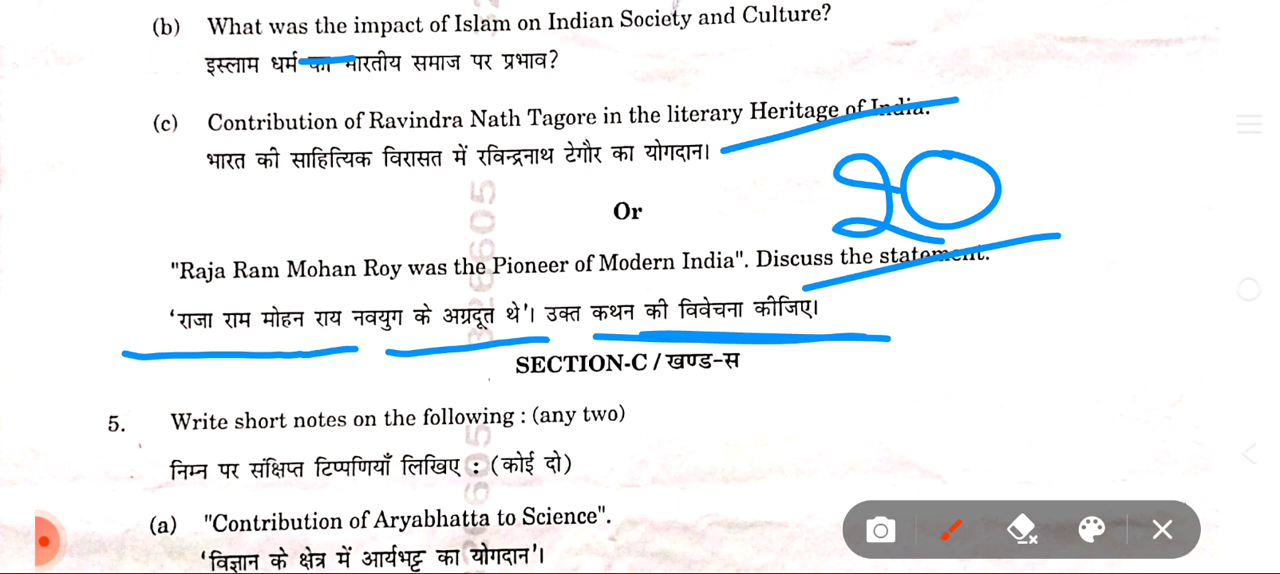 (b) What was the impact of Islam on Indian Society and Culture?
इस्लाम धर्म का भारतीय समाज पर प्रभाव?
(c) Contribution of Ravindra Nath Tagore in the literary Heritage of India.
भारत की साहित्यिक विरासत में रविन्द्रनाथ टेगौर का योगदान।
20
Or
"Raja Ram Mohan Roy was the Pioneer of Modern India". Discuss the statement.
'राजा राम मोहन राय नवयुग के अग्रदूत थे'। उक्त कथन की विवेचना कीजिए।
SECTION-C / खण्ड-स
5. Write short notes on the following : (any two)
निम्न पर संक्षिप्त टिप्पणियाँ लिखिए : (कोई दो)
(a) "Contribution of Aryabhatta to Science".
'विज्ञान के क्षेत्र में आर्यभट्ट का योगदान'।